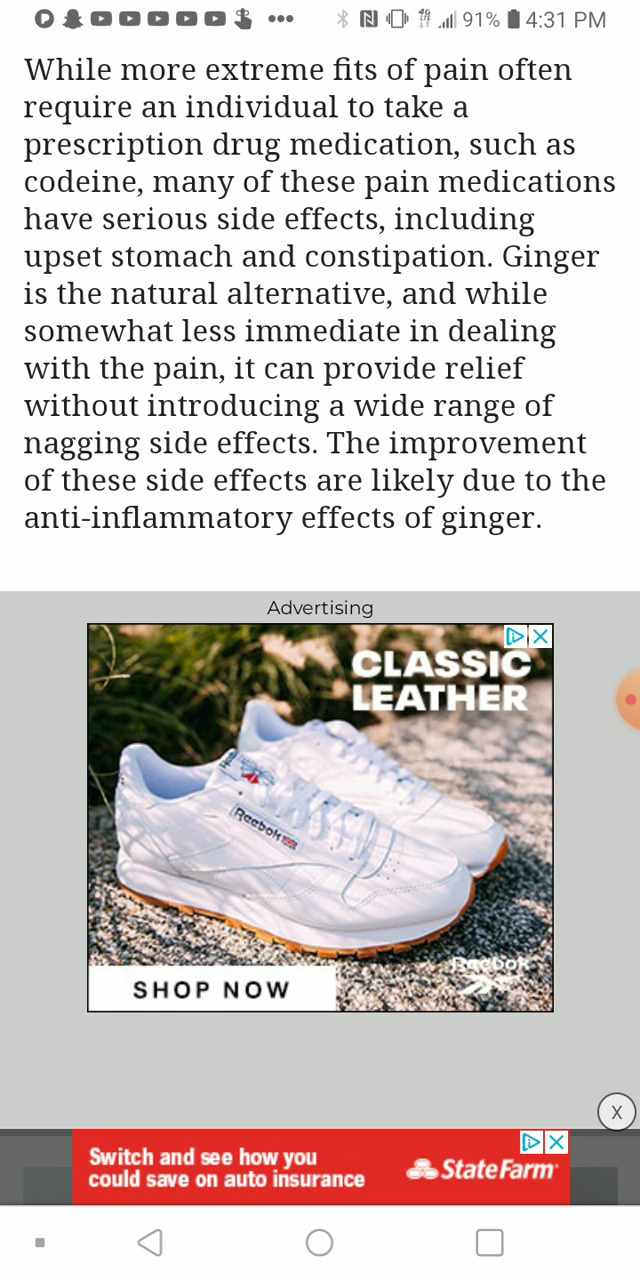 91% 4:31 PM
While more extreme fits of pain often
require an individual to take a
prescription drug medication, such as
codeine, many of these pain medications
have serious side effects, including
upset stomach and constipation. Ginger
is the natural alternative, and while
somewhat less immediate in dealing
with the pain, it can provide relief
without introducing a wide range of
nagging side effects. The improvement
of these side effects are likely due to the
anti-inflammatory effects of ginger.
Advertising
CLASSIC
LEATHER
Reebok
Reebok
SHOP NOW
X
Switch and see how you
could save on auto insurance
StateFarm